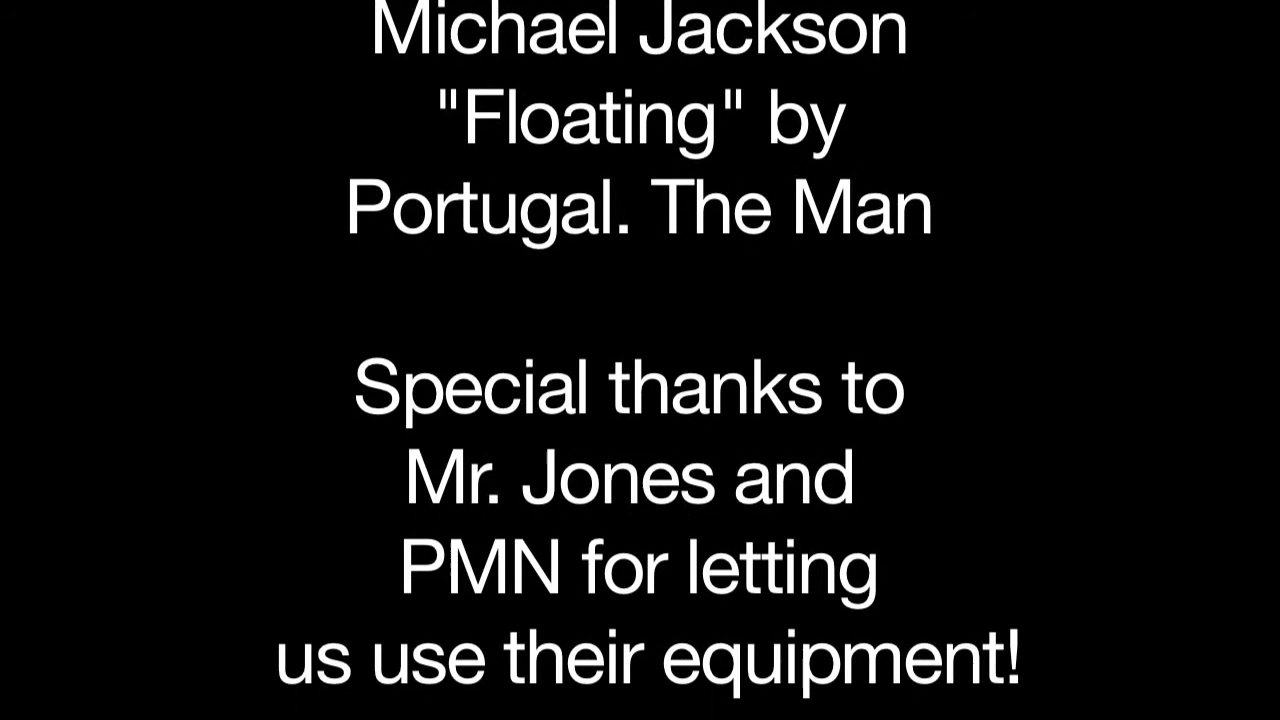 Michael Jackson
"Floating" by
Portugal. The Man
Special thanks to
Mr. Jones and
PMN for letting
us use their equipment!